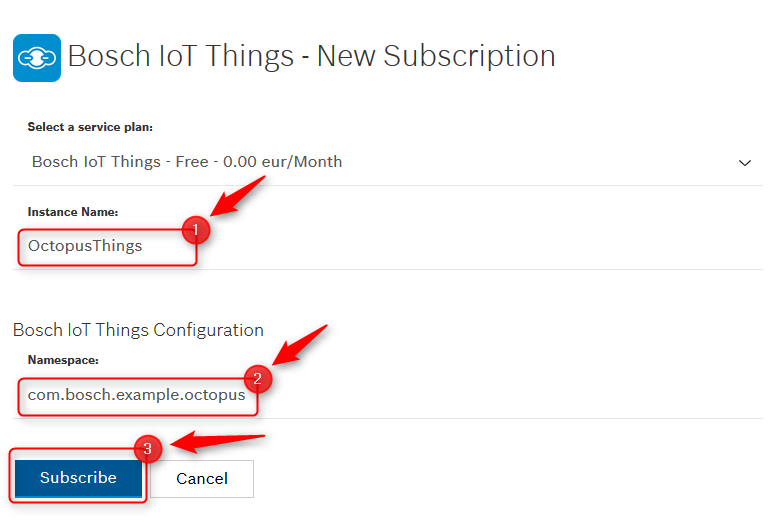 Bosch IoT Things - New Subscription
Select a service plan:
Bosch IoT Things - Free - 0.00 eur/Month
Instance Name:
1
OctopusThings
Bosch IoT Things Configuration
Namespace:
2
com.bosch.example.octopus
3
Subscribe
Cancel